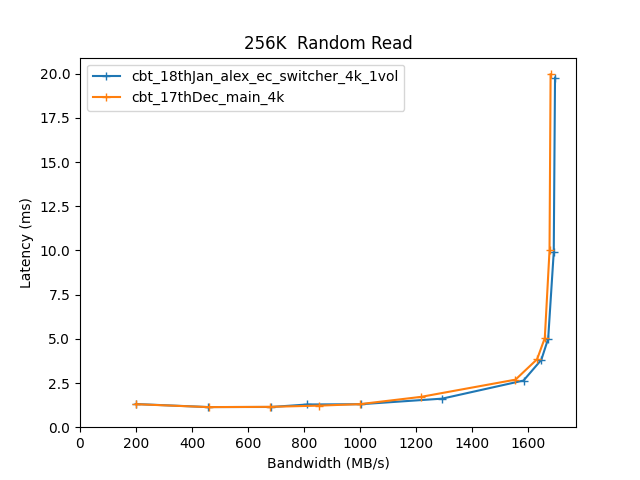 256K  Random Read
cbt_18thJan_alex_ec_switcher_4k_1vol
cbt_17thDec_main_4k
20.0
17.5
15.0
12.5
10.0
7.5
5.0
2.5
0.0
Latency (ms)
0 200 400 600 800 1000 1200 1400 1600
Bandwidth (MB/s)